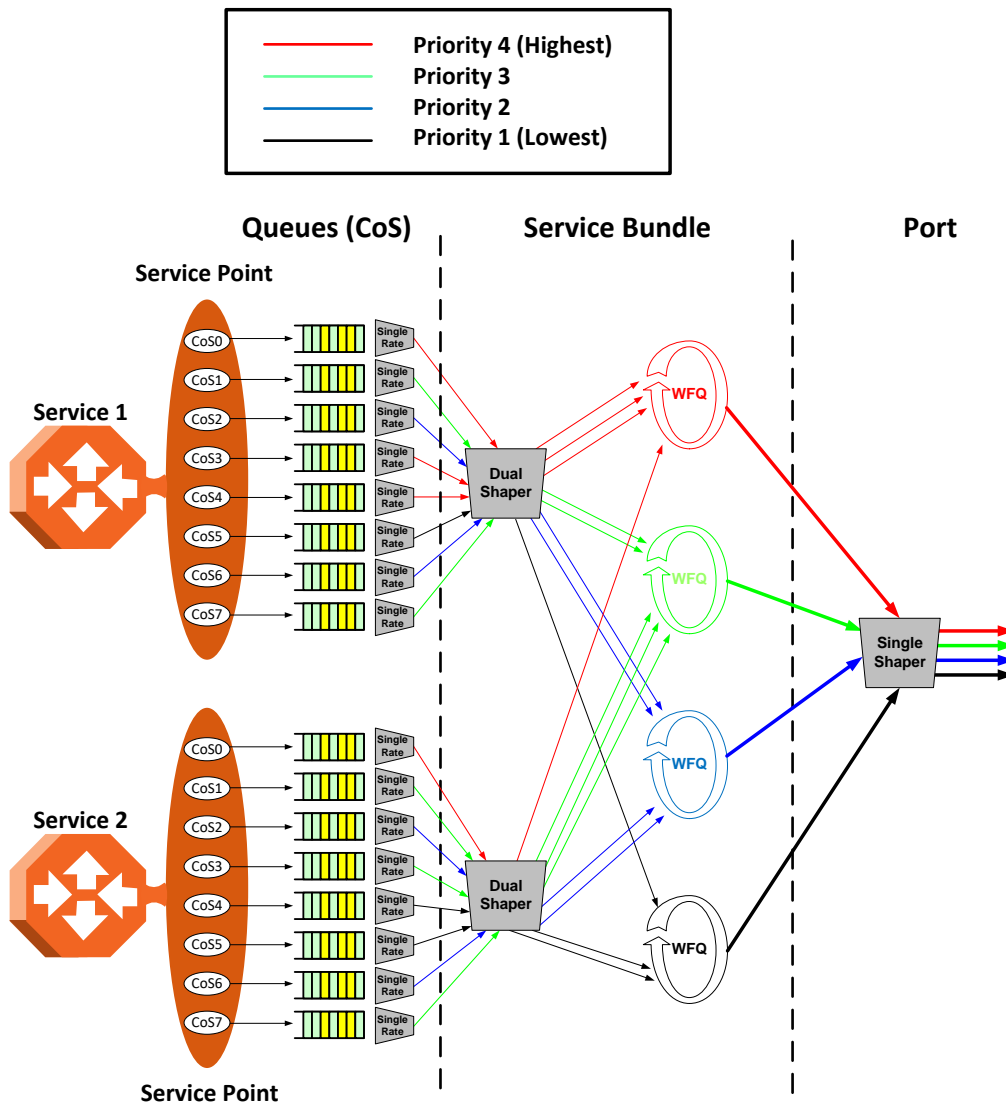 Priority 4 (Highest)
Priority 3
Priority 2
Priority 1 (Lowest)
Queues (CoS)
Service Bundle
Port
Service Point
Service 1
CoS0
Single
Rate
CoS1
Single
Rate
CoS2
Single
Rate
CoS3
Single
Rate
CoS4
Single
Rate
CoS5
Single
Rate
CoS6
Single
Rate
CoS7
Single
Rate
Dual
Shaper
WFQ
WFQ
WFQ
WFQ
Single
Shaper
Service 2
CoS0
Single
Rate
CoS1
Single
Rate
CoS2
Single
Rate
CoS3
Single
Rate
CoS4
Single
Rate
CoS5
Single
Rate
CoS6
Single
Rate
CoS7
Single
Rate
Dual
Shaper
Service Point